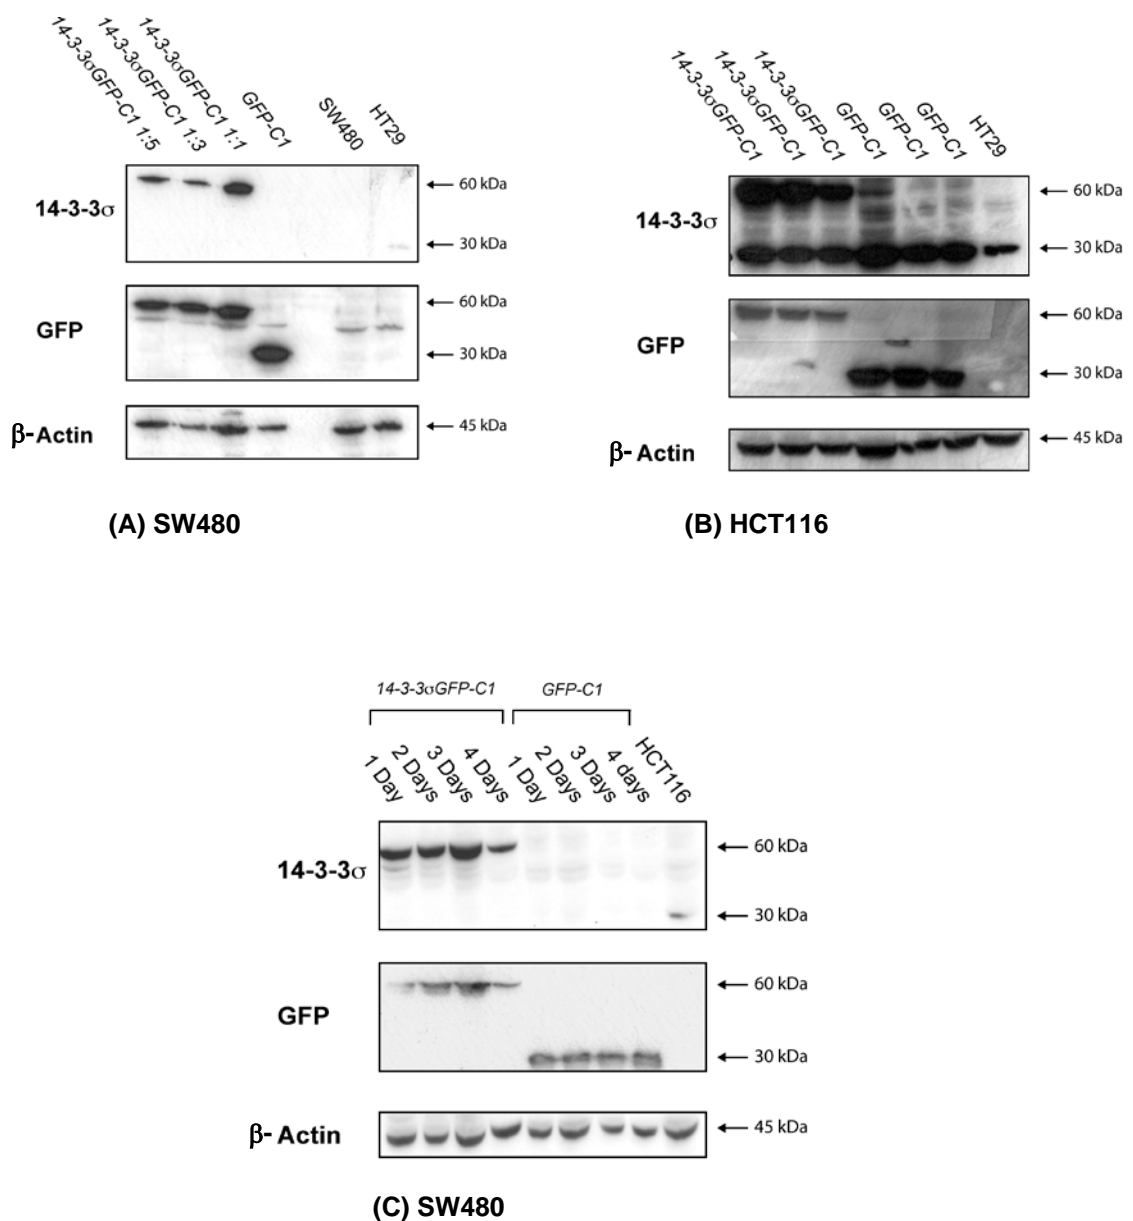 14-3-3σGFP-C1 1:5
14-3-3σGFP-C1 1:3
14-3-3σGFP-C1 1:1
GFP-C1
SW480
HT29
14-3-3σ
60 kDa
30 kDa
GFP
60 kDa
30 kDa
β-Actin
45 kDa
(A) SW480
14-3-3σGFP-C1
14-3-3σGFP-C1
14-3-3σGFP-C1
GFP-C1
GFP-C1
GFP-C1
HT29
14-3-3σ
60 kDa
30 kDa
GFP
60 kDa
30 kDa
β- Actin
45 kDa
(B) HCT116
14-3-3σGFP-C1
GFP-C1
1 Day
2 Days
3 Days
4 Days
1 Day
2 Days
3 Days
4 days
HCT116
14-3-3σ
60 kDa
30 kDa
GFP
60 kDa
30 kDa
β- Actin
45 kDa
(C) SW480